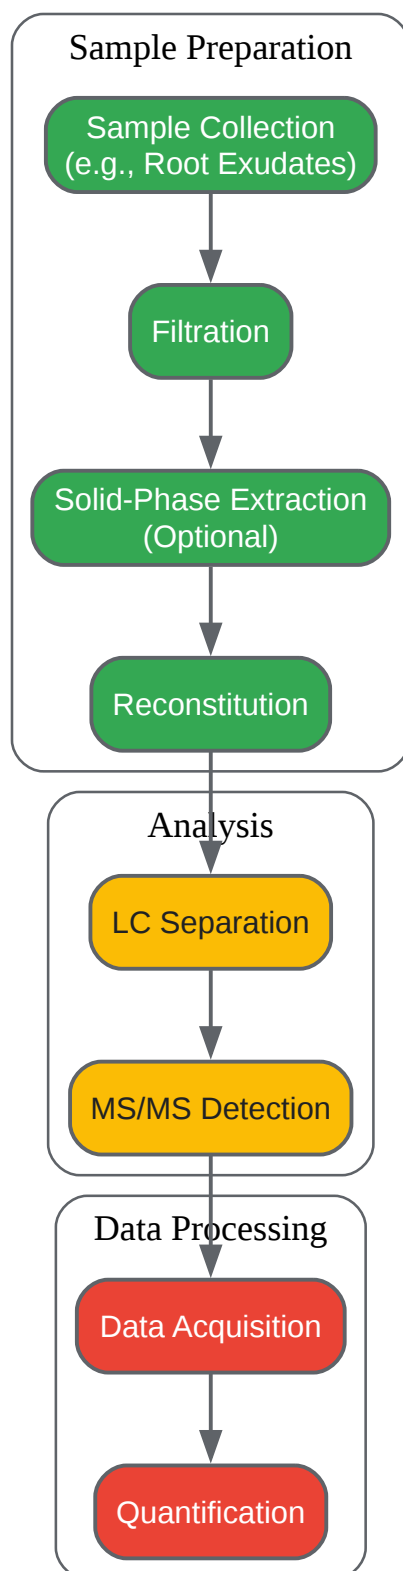 Sample Preparation
Sample Collection
(e.g., Root Exudates)
Filtration
Solid-Phase Extraction
(Optional)
Reconstitution
Analysis
LC Separation
MS/MS Detection
Data Processing
Data Acquisition
Quantification